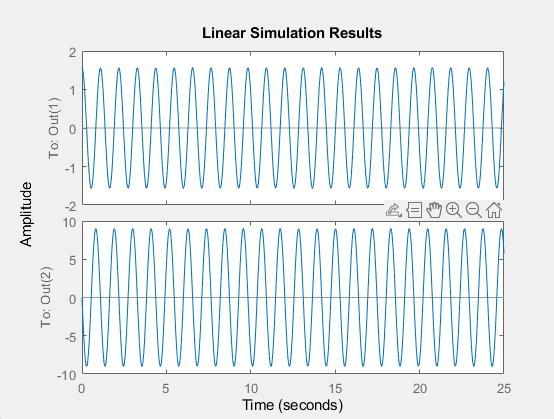 Linear Simulation Results
Amplitude
To: Out(1)
2
1
0
-1
-2
To: Out(2)
10
5
0
-5
-10
0 5 10 15 20 25
Time (seconds)